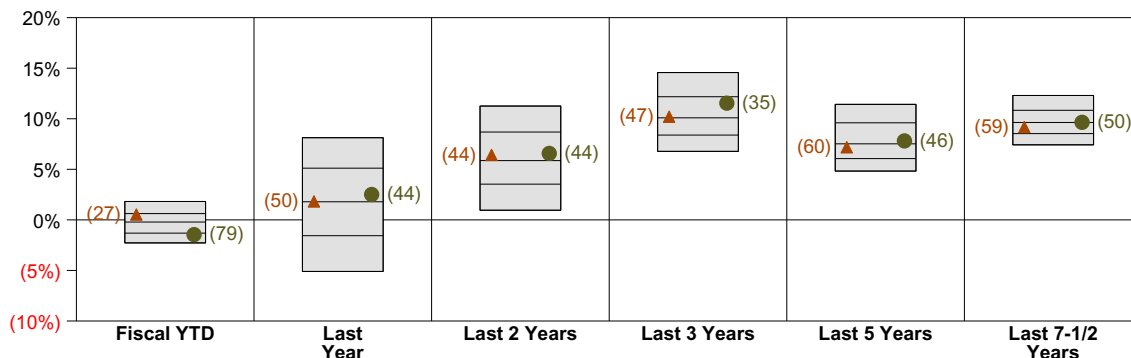 20%
15%
10%
5%
0%
(5%)
(10%)
(27)
(79)
(50)
(44)
(44)
(44)
(47)
(35)
(60)
(46)
(59)
(50)
Fiscal YTD
Last
Year
Last 2 Years
Last 3 Years
Last 5 Years
Last 7-1/2
Years